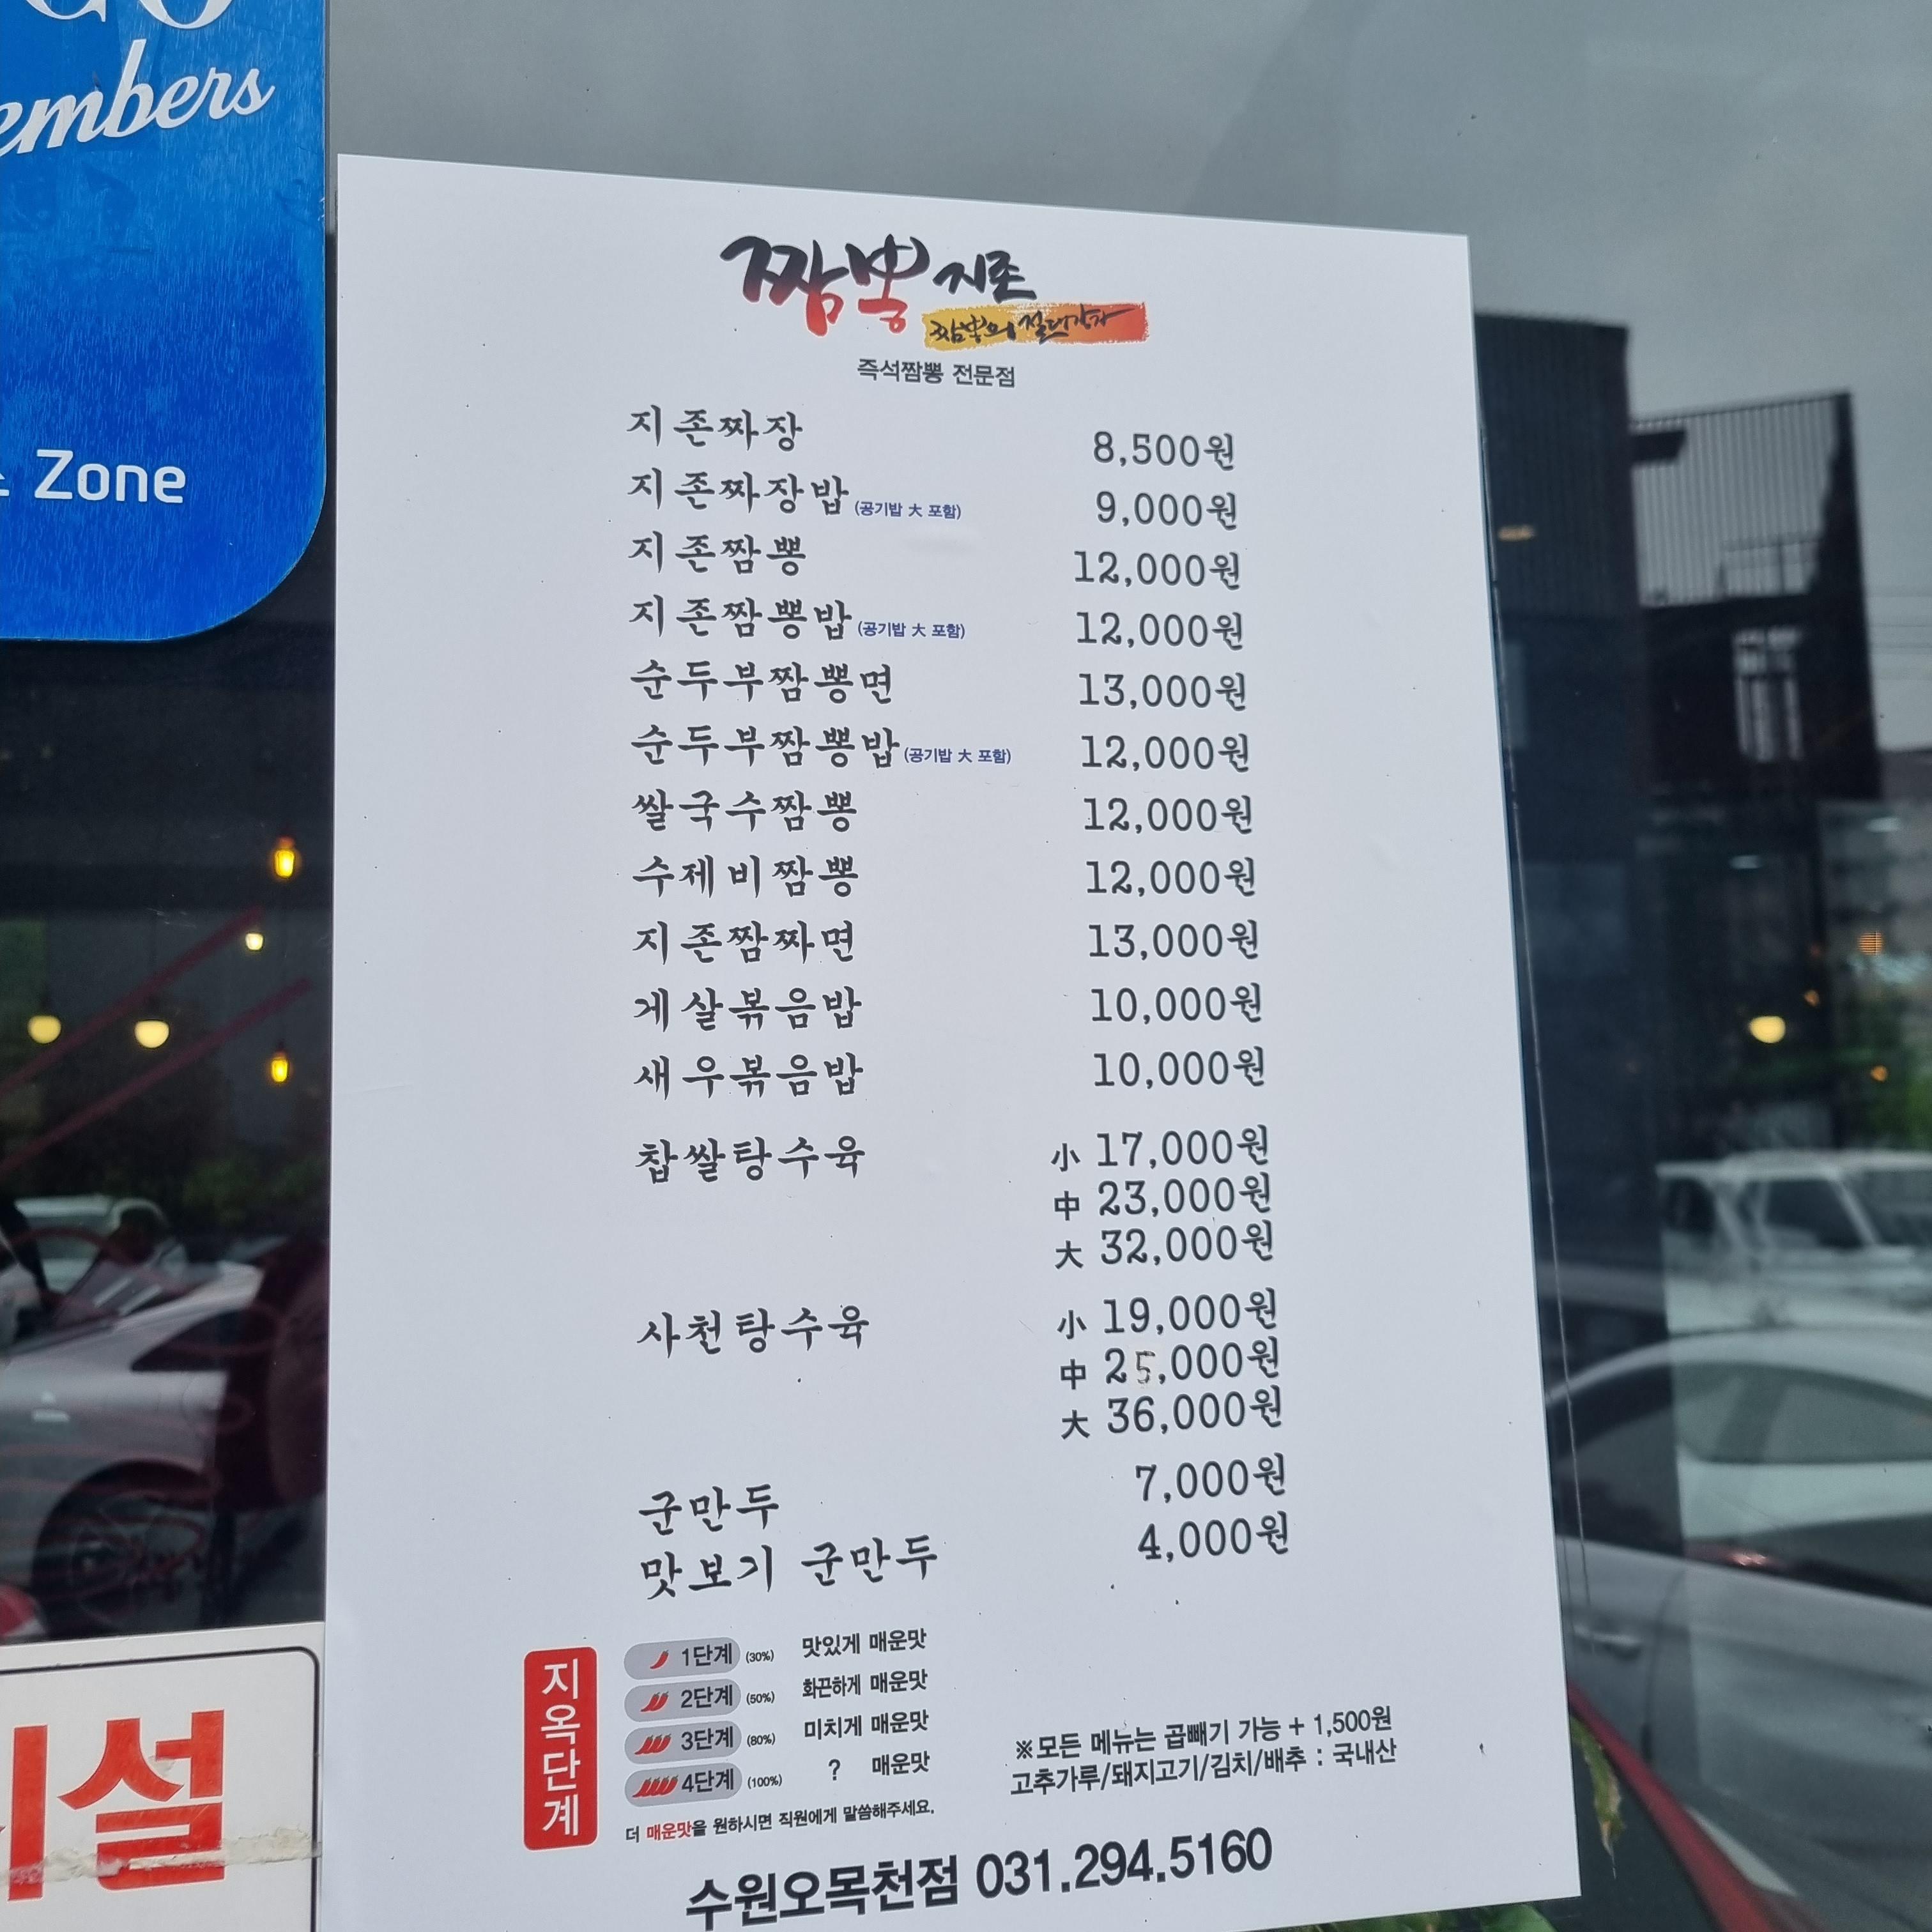 embers
Zone
짬뽕지존
짬뽕의 절대강자
즉석짬뽕 전문점
지존짜장 8,500원
지존짜장밥(공기밥 大 포함) 9,000원
지존짬뽕 12,000원
지존짬뽕밥(공기밥 大 포함) 12,000원
순두부짬뽕면 13,000원
순두부짬뽕밥(공기밥 大 포함) 12,000원
쌀국수짬뽕 12,000원
수제비짬뽕 12,000원
지존짬짜면 13,000원
게살볶음밥 10,000원
새우볶음밥 10,000원
찹쌀탕수육 小 17,000원
中 23,000원
大 32,000원
사천탕수육 小 19,000원
中 25,000원
大 36,000원
군만두 7,000원
맛보기 군만두 4,000원
지옥단계
1단계 (30%) 맛있게 매운맛
2단계 (50%) 화끈하게 매운맛
3단계 (80%) 미치게 매운맛
4단계 (100%) ? 매운맛
더 매운맛을 원하시면 직원에게 말씀해주세요.
※모든 메뉴는 곱빼기 가능 + 1,500원
고추가루/돼지고기/김치/배추 : 국내산
수원오목천점 031.294.5160
설